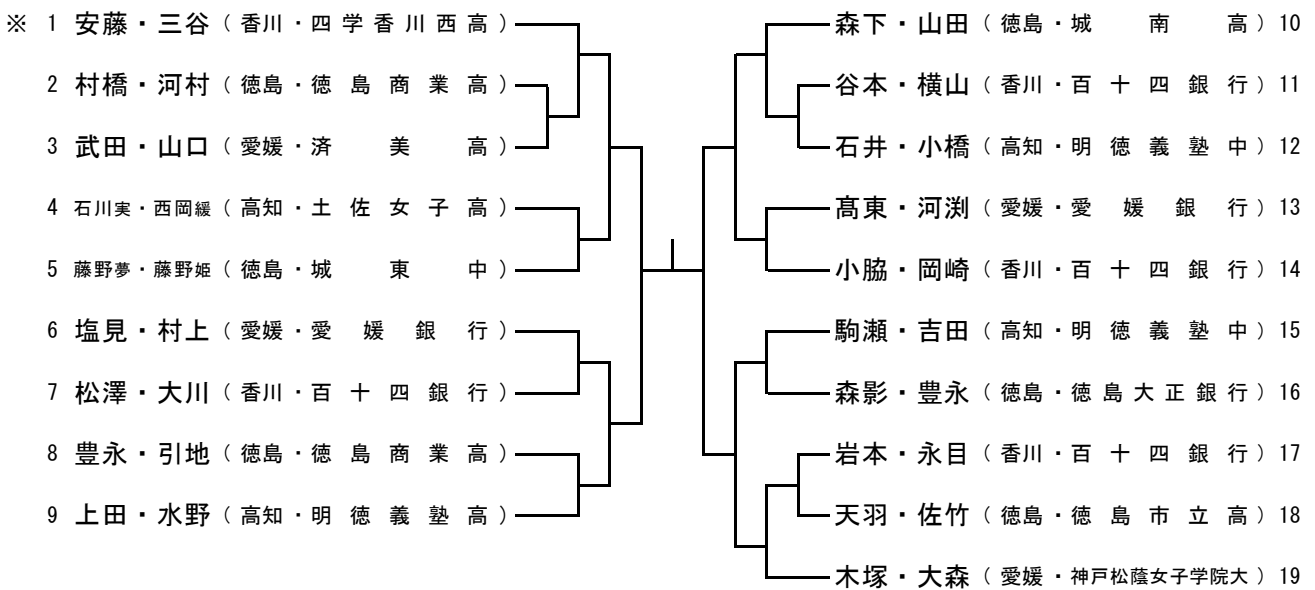 ※ 1 安藤・三谷 ( 香川・四学香川西高 )
2 村橋・河村 ( 徳島・徳島商業高 )
3 武田・山口 ( 愛媛・済美高 )
4 石川実・西岡緩 ( 高知・土佐女子高 )
5 藤野夢・藤野姫 ( 徳島・城東中 )
6 塩見・村上 ( 愛媛・愛媛銀行 )
7 松澤・大川 ( 香川・百十四銀行 )
8 豊永・引地 ( 徳島・徳島商業高 )
9 上田・水野 ( 高知・明徳義塾高 )
森下・山田 ( 徳島・城南高 ) 10
谷本・横山 ( 香川・百十四銀行 ) 11
石井・小橋 ( 高知・明徳義塾中 ) 12
髙東・河渕 ( 愛媛・愛媛銀行 ) 13
小脇・岡崎 ( 香川・百十四銀行 ) 14
駒瀬・吉田 ( 高知・明徳義塾中 ) 15
森影・豊永 ( 徳島・徳島大正銀行 ) 16
岩本・永目 ( 香川・百十四銀行 ) 17
天羽・佐竹 ( 徳島・徳島市立高 ) 18
木塚・大森 ( 愛媛・神戸松蔭女子学院大 ) 19